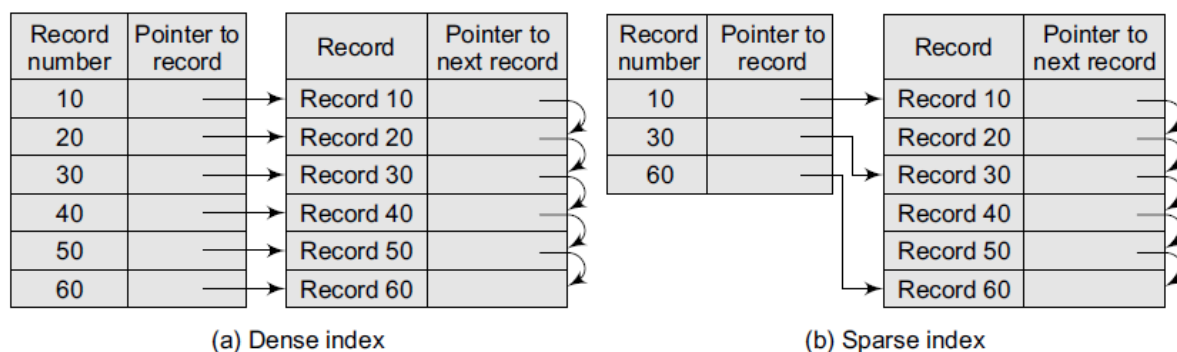 Record number Pointer to record Record Pointer to next record
10 Record 10
20 Record 20
30 Record 30
40 Record 40
50 Record 50
60 Record 60
(a) Dense index
Record number Pointer to record Record Pointer to next record
10 Record 10
30 Record 20
60 Record 30
Record 40
Record 50
Record 60
(b) Sparse index